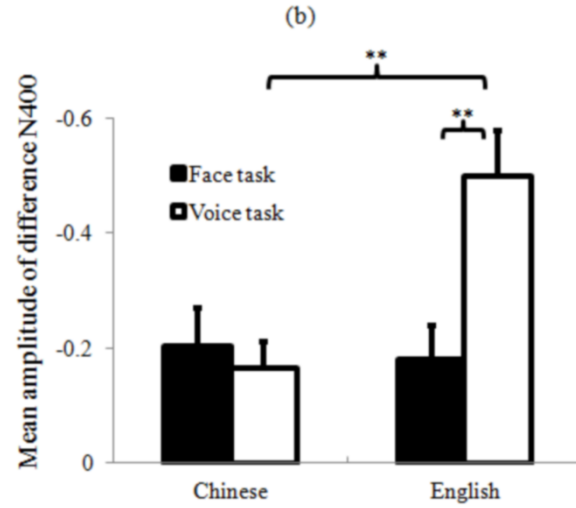 (b)
**
**
Mean amplitude of difference N400
-0.6
-0.4
-0.2
0
Face task
Voice task
Chinese
English